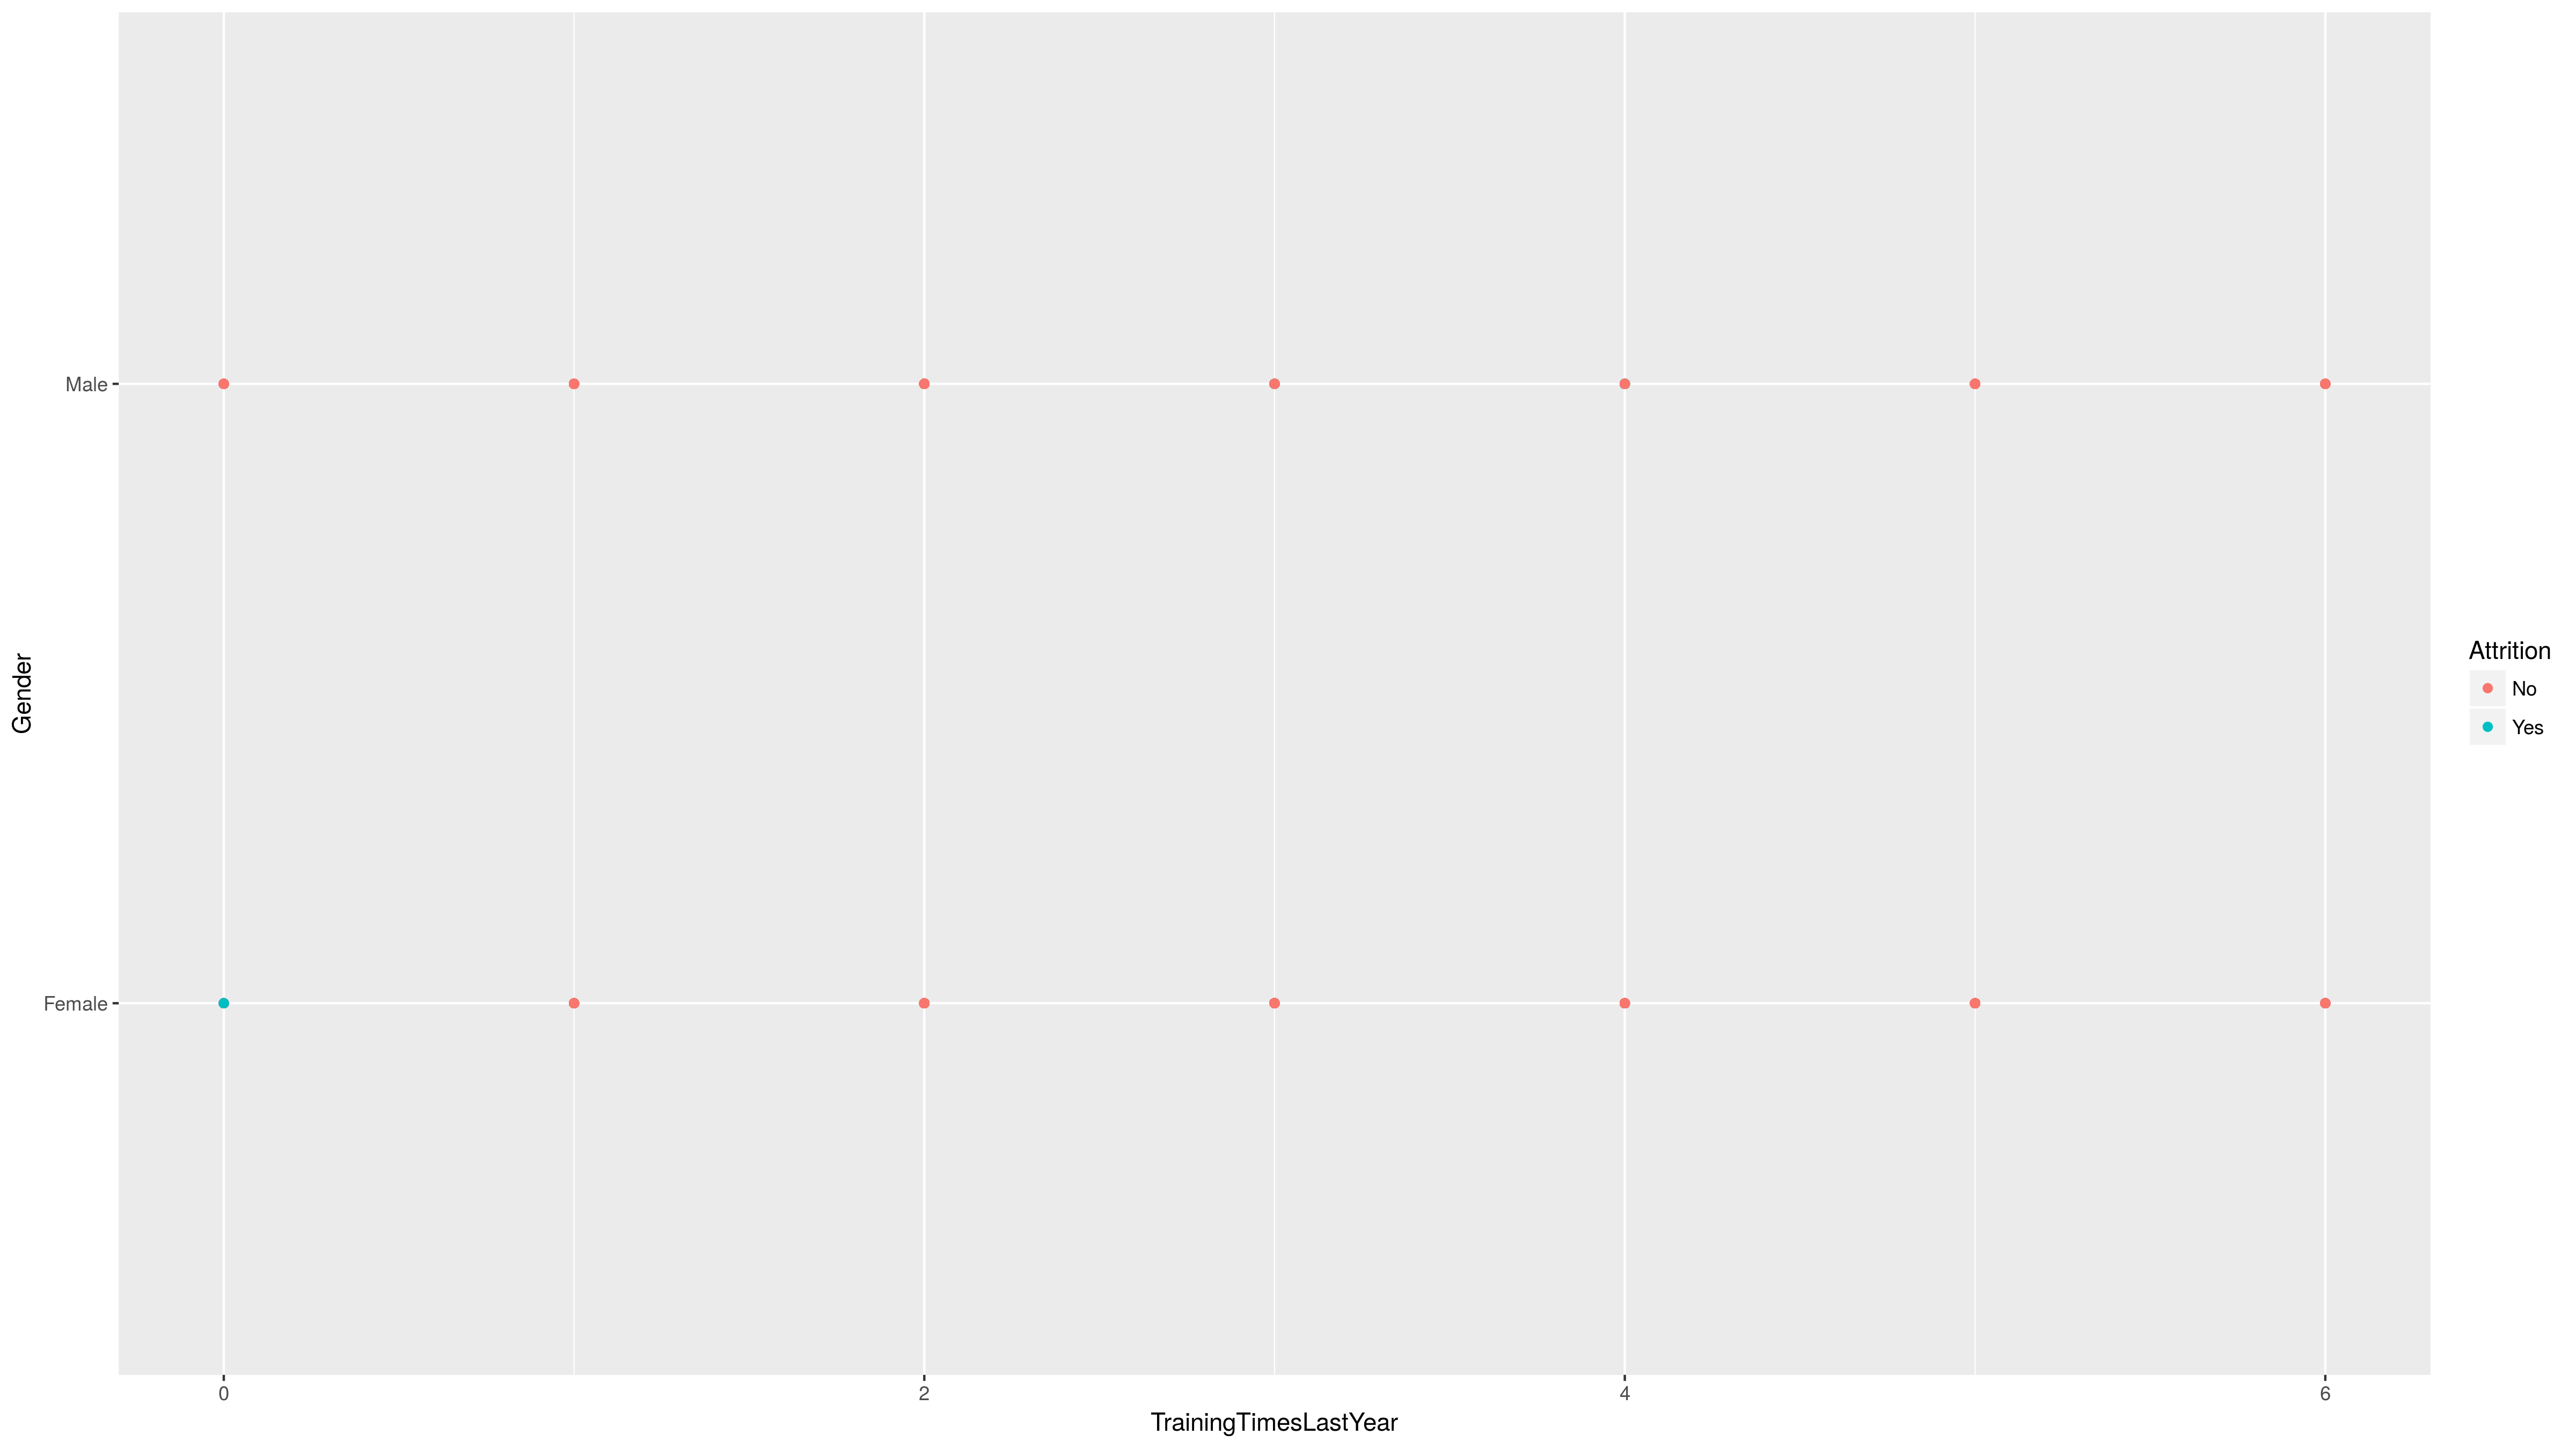 Male
Female
Gender
0
2
4
6
TrainingTimesLastYear
Attrition
No
Yes